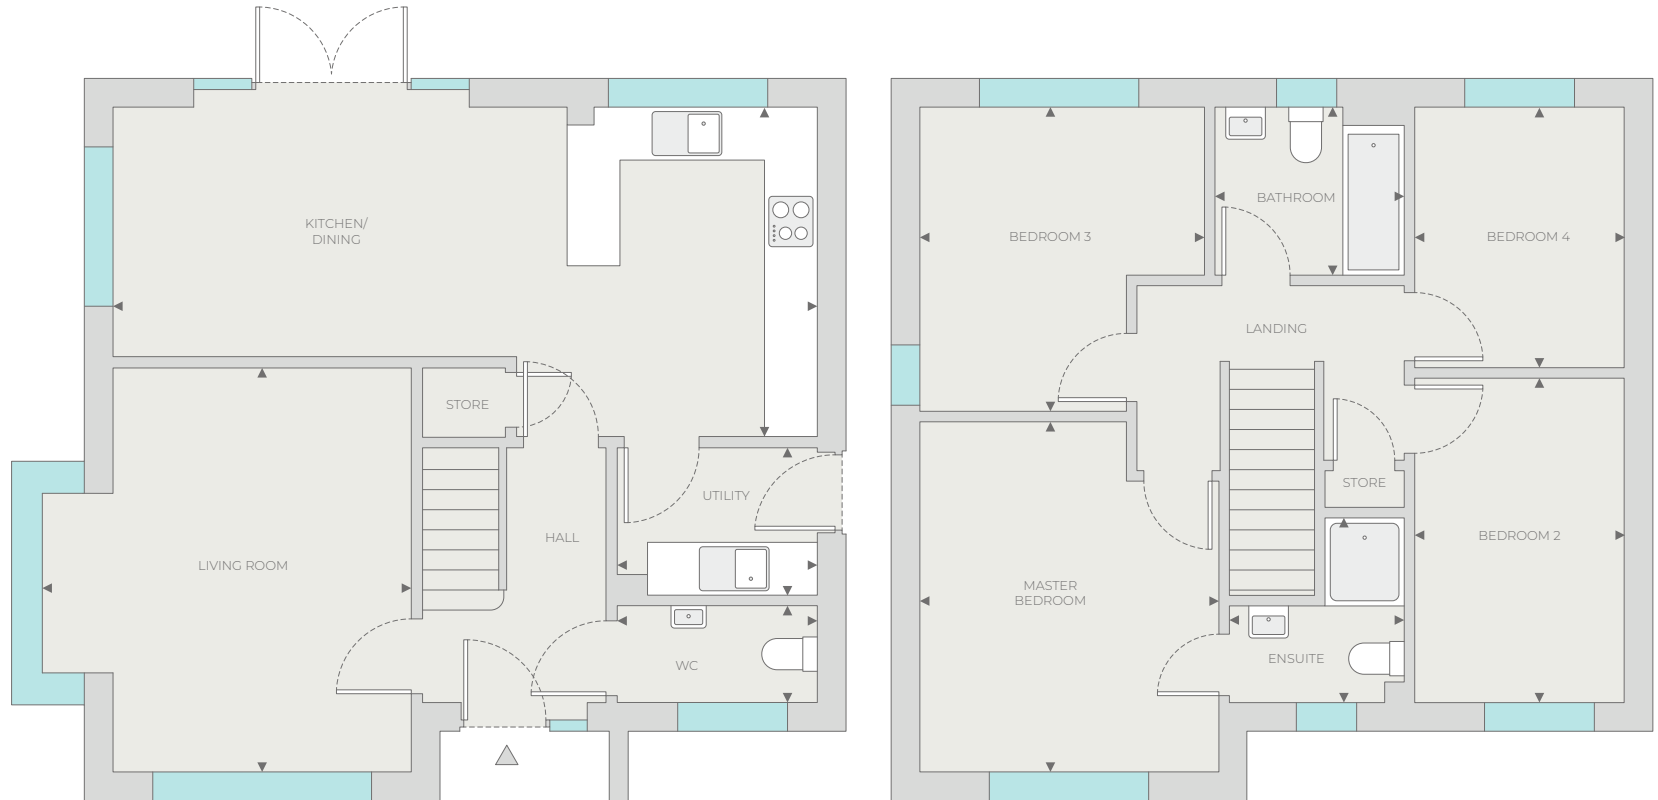 KITCHEN/
DINING
STORE
UTILITY
HALL
LIVING ROOM
WC
BEDROOM 3
BATHROOM
BEDROOM 4
LANDING
STORE
BEDROOM 2
MASTER
BEDROOM
ENSUITE